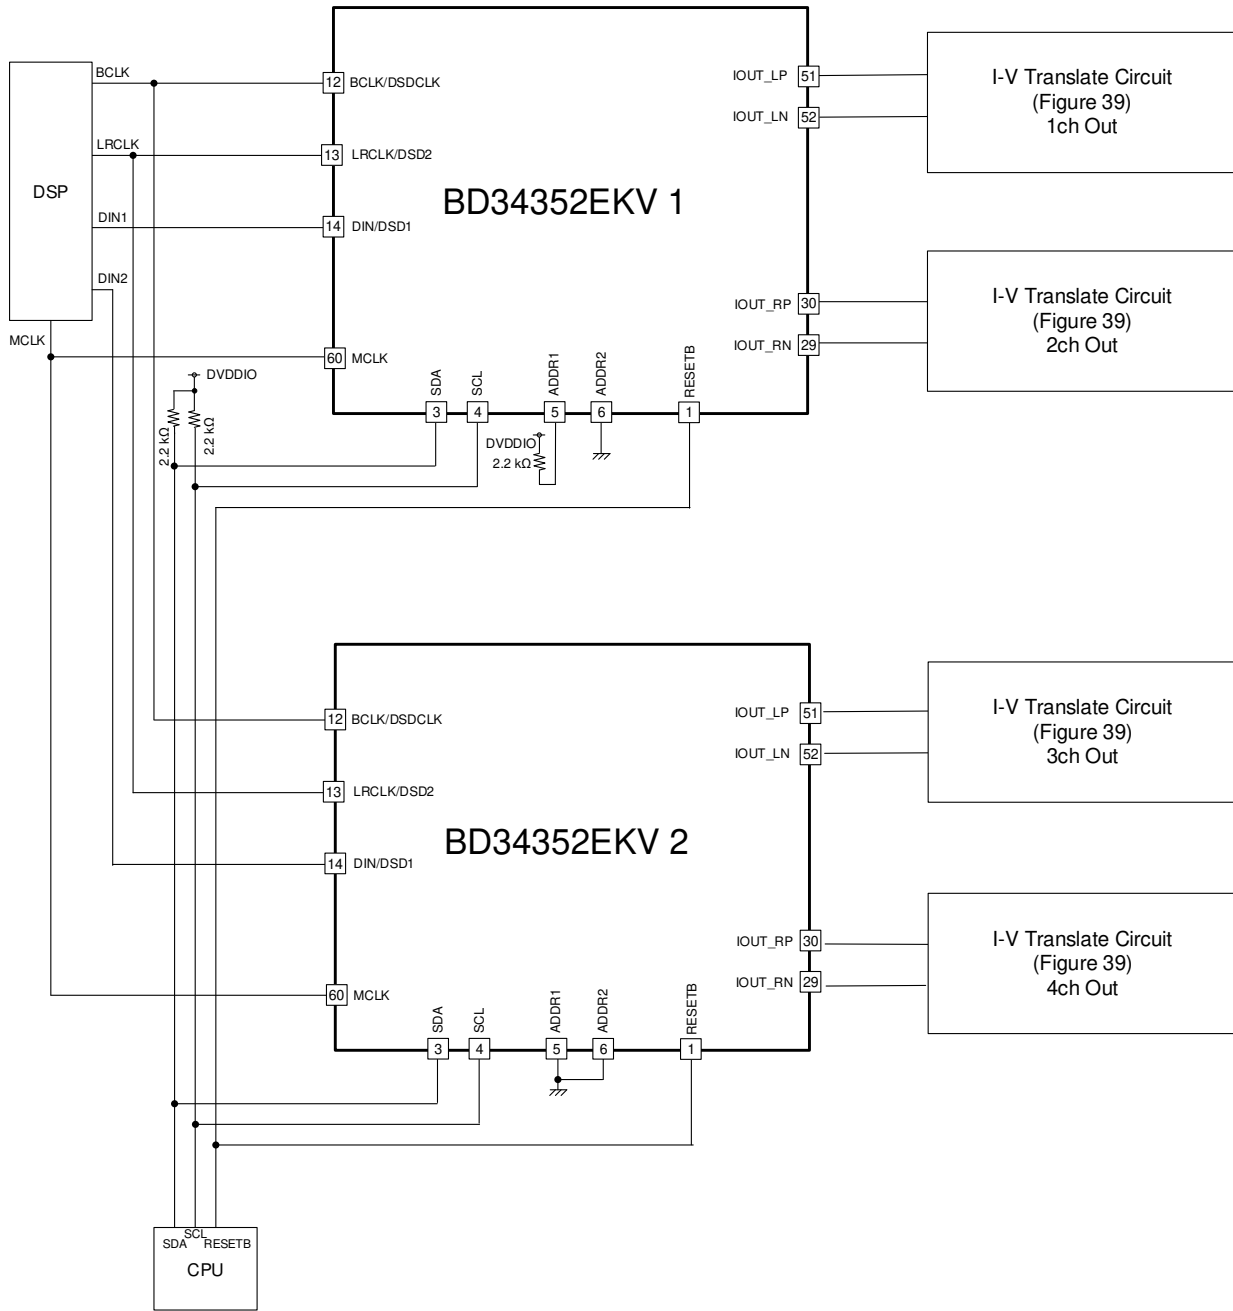 DSP
BCLK
LRCLK
DIN1
DIN2
MCLK
BD34352EKV 1
12 BCLK/DSDCLK
13 LRCLK/DSD2
14 DIN/DSD1
60 MCLK
IOUT_LP 51
IOUT_LN 52
IOUT_RP 30
IOUT_RN 29
SDA
SCL
ADDR1
ADDR2
RESETB
3
4
5
6
1
I-V Translate Circuit
(Figure 39)
1ch Out
I-V Translate Circuit
(Figure 39)
2ch Out
DVDDIO
2.2 kΩ
2.2 kΩ
DVDDIO
2.2 kΩ
BD34352EKV 2
12 BCLK/DSDCLK
13 LRCLK/DSD2
14 DIN/DSD1
60 MCLK
IOUT_LP 51
IOUT_LN 52
IOUT_RP 30
IOUT_RN 29
SDA
SCL
ADDR1
ADDR2
RESETB
3
4
5
6
1
I-V Translate Circuit
(Figure 39)
3ch Out
I-V Translate Circuit
(Figure 39)
4ch Out
SDA
SCL
RESETB
CPU